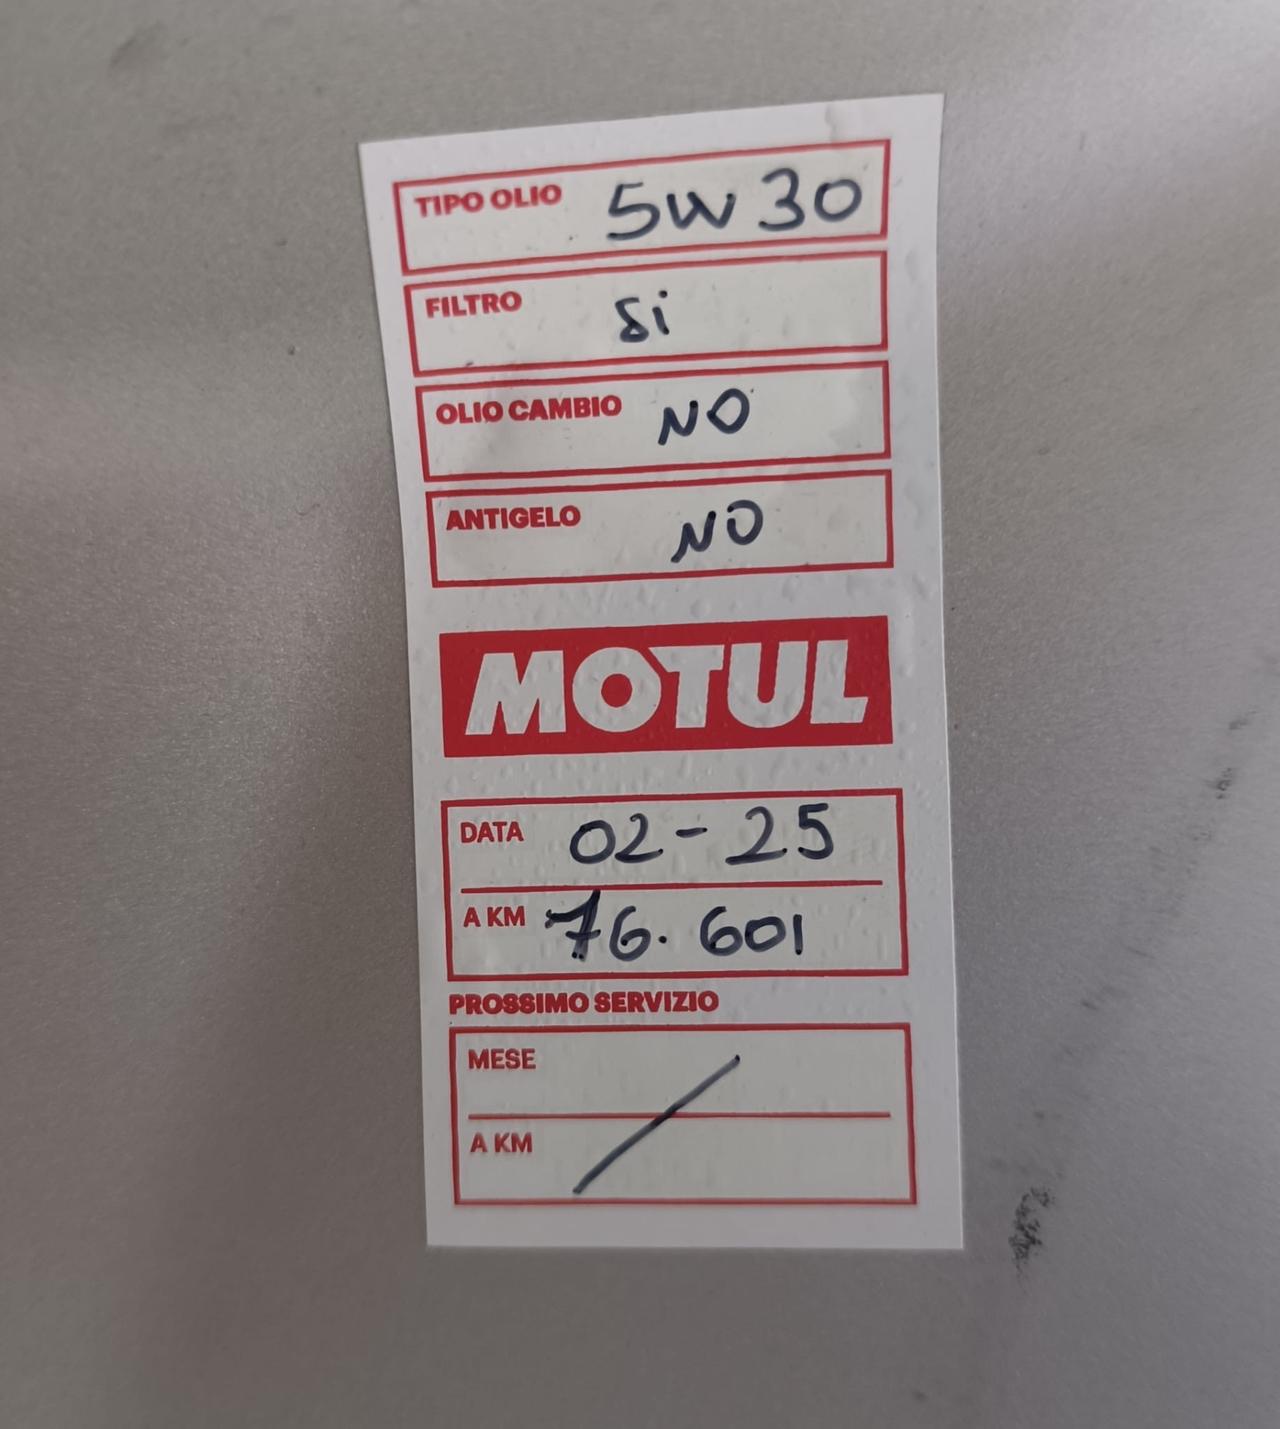 TIPO OLIO 5W30
FILTRO Si
OLIO CAMBIO NO
ANTIGELO NO
MOTUL
DATA 02-25
A KM 76.601
PROSSIMO SERVIZIO
MESE
A KM